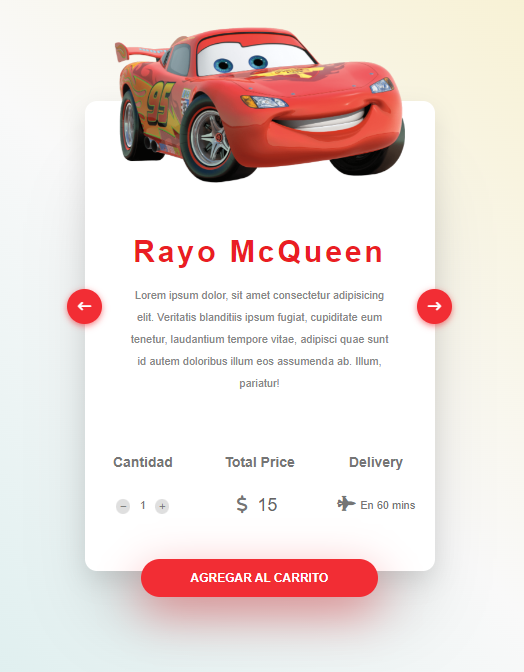 95
Rayo McQueen
Lorem ipsum dolor, sit amet consectetur adipisicing
elit. Veritatis blanditiis ipsum fugiat, cupiditate eum
tenetur, laudantium tempore vitae, adipisci quae sunt
id autem doloribus illum eos assumenda ab. Illum,
pariatur!
Cantidad Total Price Delivery
− 1 + $ 15 En 60 mins
AGREGAR AL CARRITO